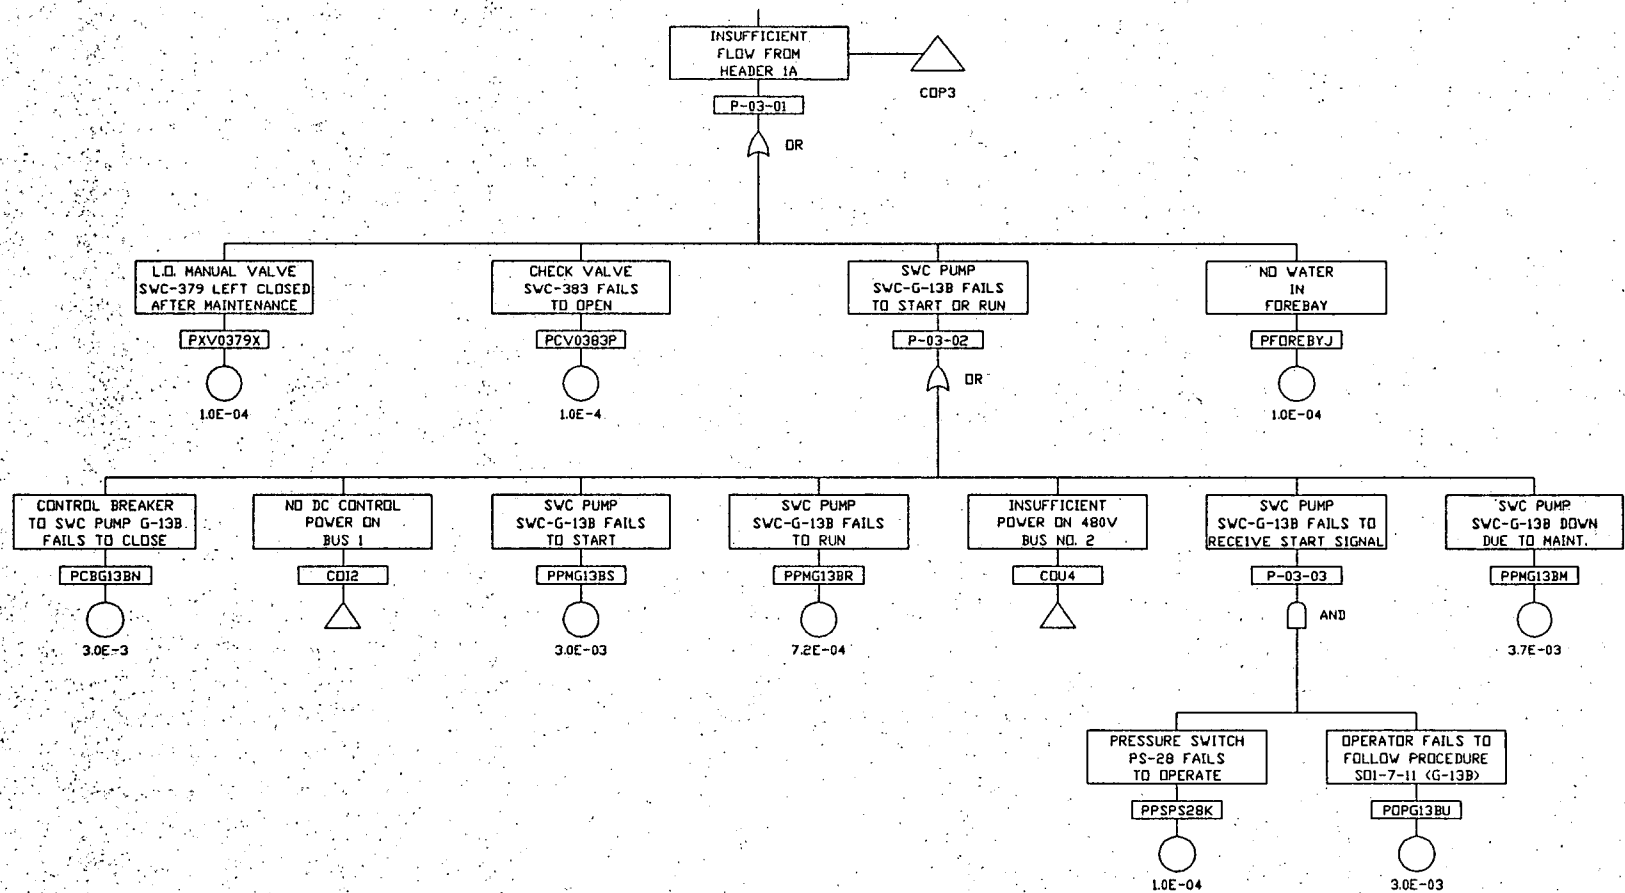 INSUFFICIENT
FLOW FROM
HEADER 1A
COP3
P-03-01
OR
L.O. MANUAL VALVE
SWC-379 LEFT CLOSED
AFTER MAINTENANCE
PXV0379X
1.0E-04
CHECK VALVE
SWC-383 FAILS
TO OPEN
PCV0383P
1.0E-4
SWC PUMP
SWC-G-13B FAILS
TO START OR RUN
P-03-02
OR
NO WATER
IN
FOREBAY
PFOREBYJ
1.0E-04
CONTROL BREAKER
TO SWC PUMP G-13B
FAILS TO CLOSE
PCBG13BN
3.0E-3
NO DC CONTROL
POWER ON
BUS 1
COI2
SWC PUMP
SWC-G-13B FAILS
TO START
PPMG13BS
3.0E-03
SWC PUMP
SWC-G-13B FAILS
TO RUN
PPMG13BR
7.2E-04
INSUFFICIENT
POWER ON 480V
BUS NO. 2
COU4
SWC PUMP
SWC-G-13B FAILS TO
RECEIVE START SIGNAL
P-03-03
AND
SWC PUMP
SWC-G-13B DOWN
DUE TO MAINT.
PPMG13BM
3.7E-03
PRESSURE SWITCH
PS-28 FAILS
TO OPERATE
PPSPS28K
1.0E-04
OPERATOR FAILS TO
FOLLOW PROCEDURE
SO1-7-11 (G-13B)
POPG13BU
3.0E-03